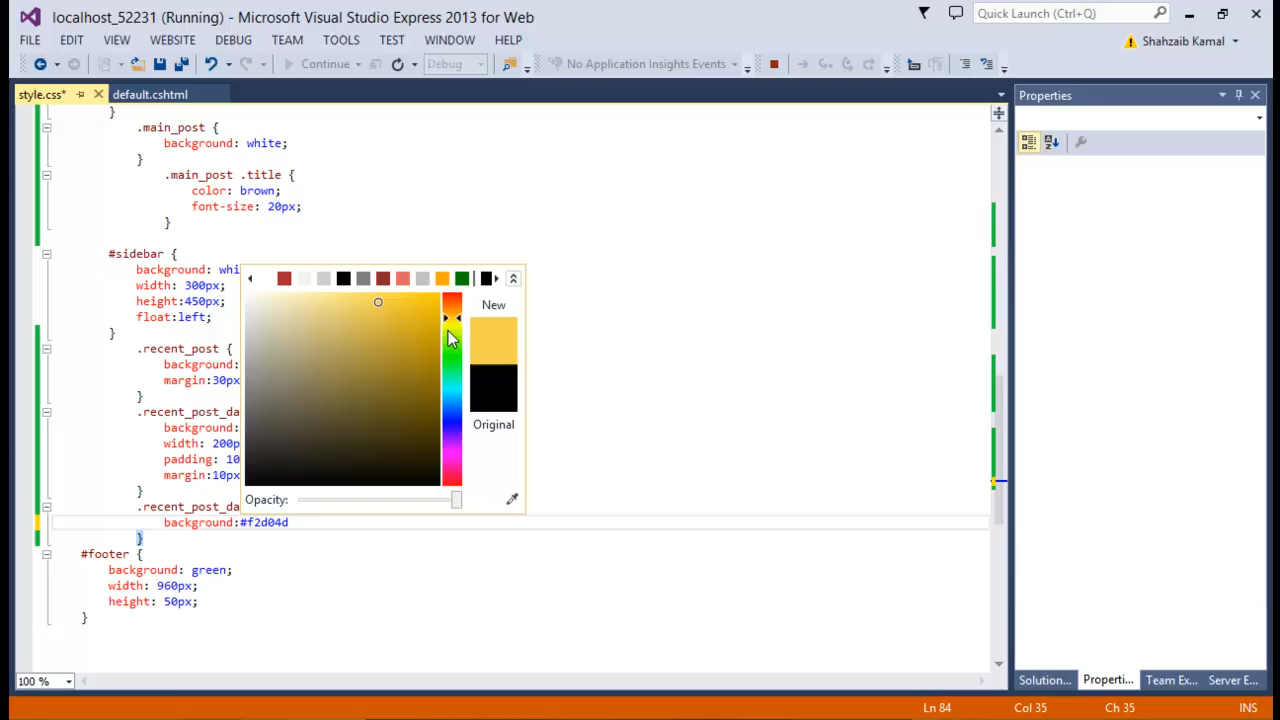 localhost_52231 (Running) - Microsoft Visual Studio Express 2013 for Web
Quick Launch (Ctrl+Q)
FILE EDIT VIEW WEBSITE DEBUG TEAM TOOLS TEST WINDOW HELP
Shahzaib Kamal
Continue Debug No Application Insights Events
style.css* default.cshtml
Properties
}
.main_post {
background: white;
}
.main_post .title {
color: brown;
font-size: 20px;
}
#sidebar {
background: whi
width: 300px;
height:450px;
float:left;
}
.recent_post {
background:
margin:30px
}
.recent_post_da
background:
width: 200p
padding: 10
margin:10px
}
.recent_post_da
background:#f2d04d
}
#footer {
background: green;
width: 960px;
height: 50px;
}
New
Original
Opacity:
100 %
Solution... Properti... Team Ex... Server E...
Ln 84 Col 35 Ch 35 INS